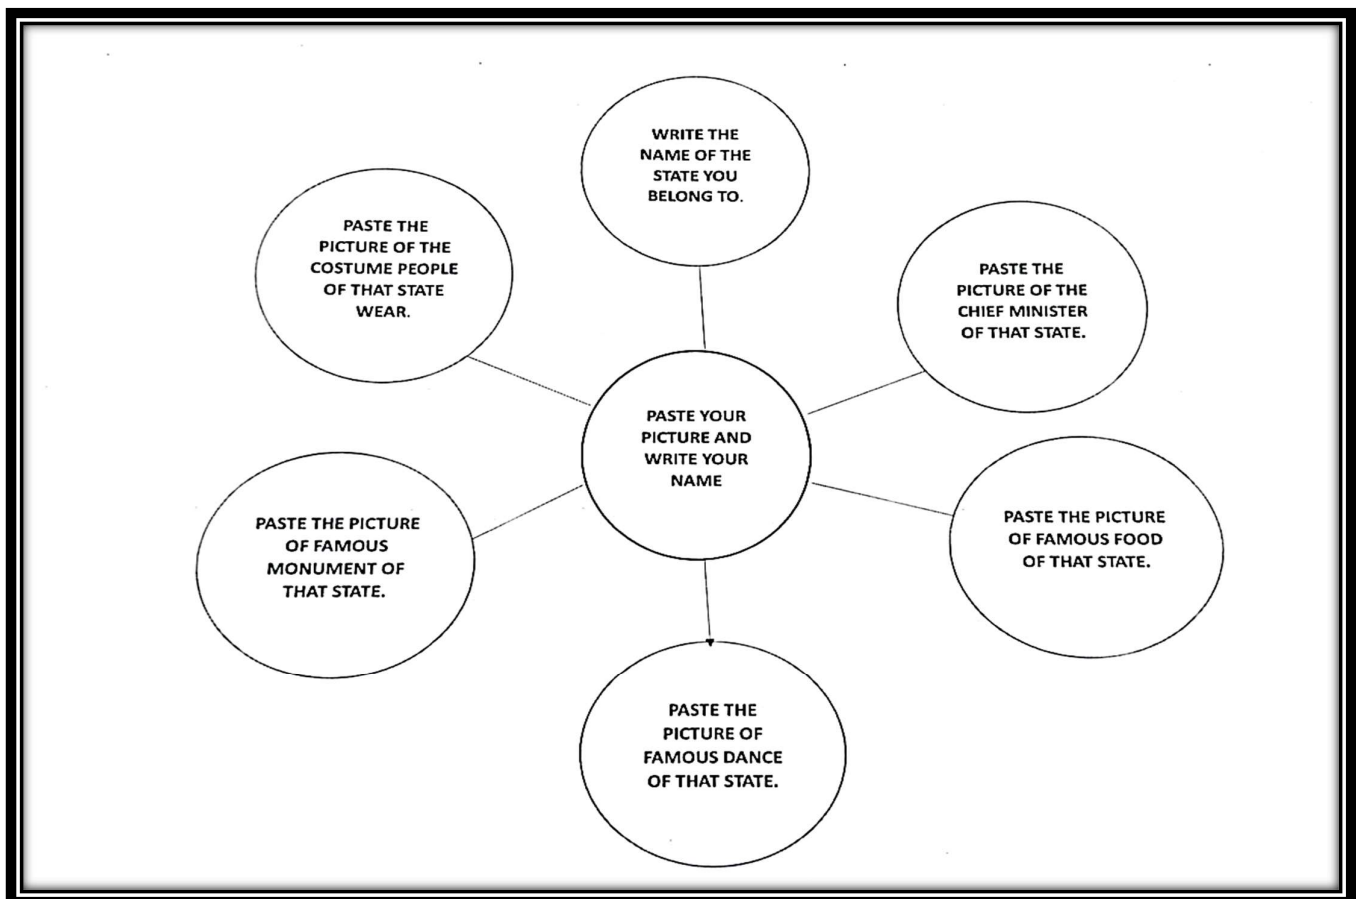 WRITE THE
NAME OF THE
STATE YOU
BELONG TO.
PASTE THE
PICTURE OF THE
COSTUME PEOPLE
OF THAT STATE
WEAR.
PASTE THE
PICTURE OF THE
CHIEF MINISTER
OF THAT STATE.
PASTE YOUR
PICTURE AND
WRITE YOUR
NAME
PASTE THE PICTURE
OF FAMOUS
MONUMENT OF
THAT STATE.
PASTE THE PICTURE
OF FAMOUS FOOD
OF THAT STATE.
PASTE THE
PICTURE OF
FAMOUS DANCE
OF THAT STATE.